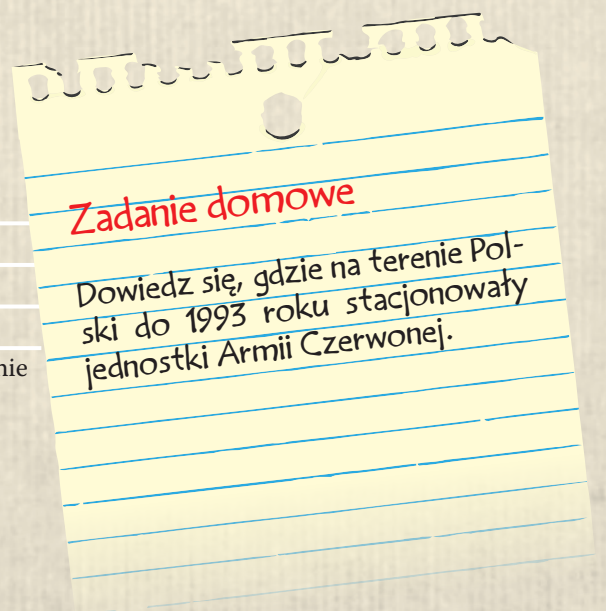 Zadanie domowe
Dowiedz się, gdzie na terenie Pol-
ski do 1993 roku stacjonowały
jednostki Armii Czerwonej.
nie